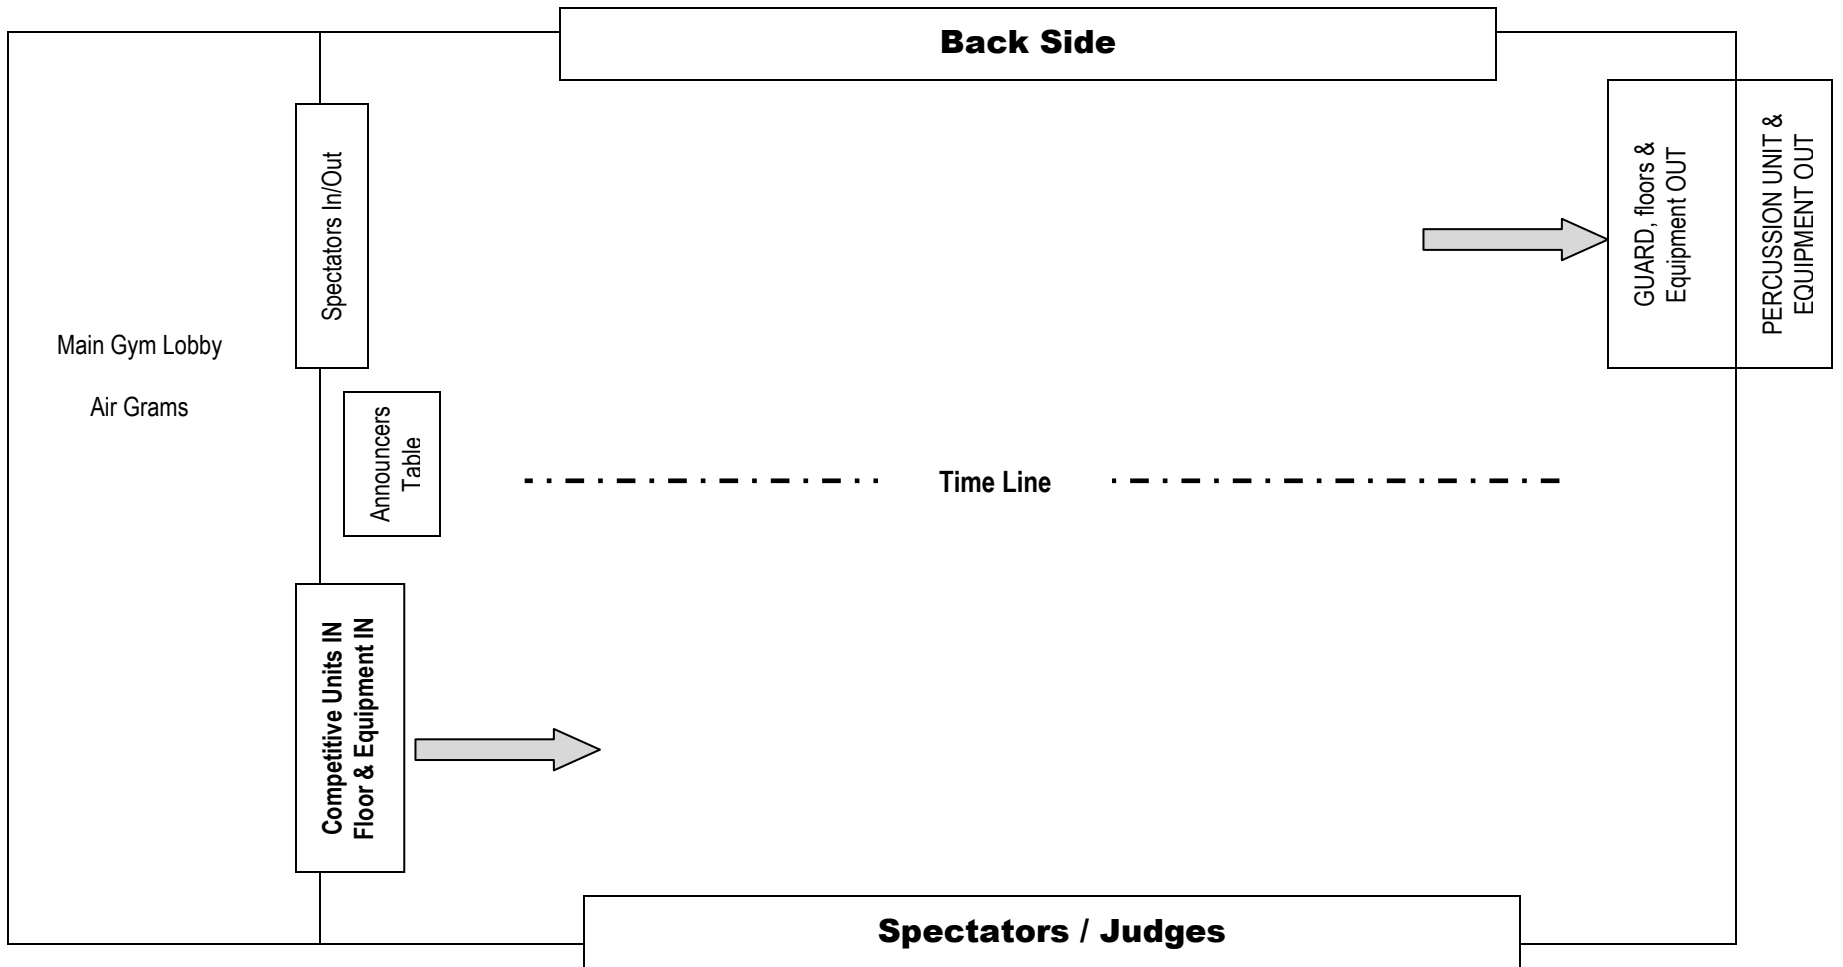 Back Side
Spectators In/Out
GUARD, floors &
Equipment OUT
PERCUSSION UNIT &
EQUIPMENT OUT
Main Gym Lobby
Air Grams
Announcers
Table
Time Line
Competitive Units IN
Floor & Equipment IN
Spectators / Judges